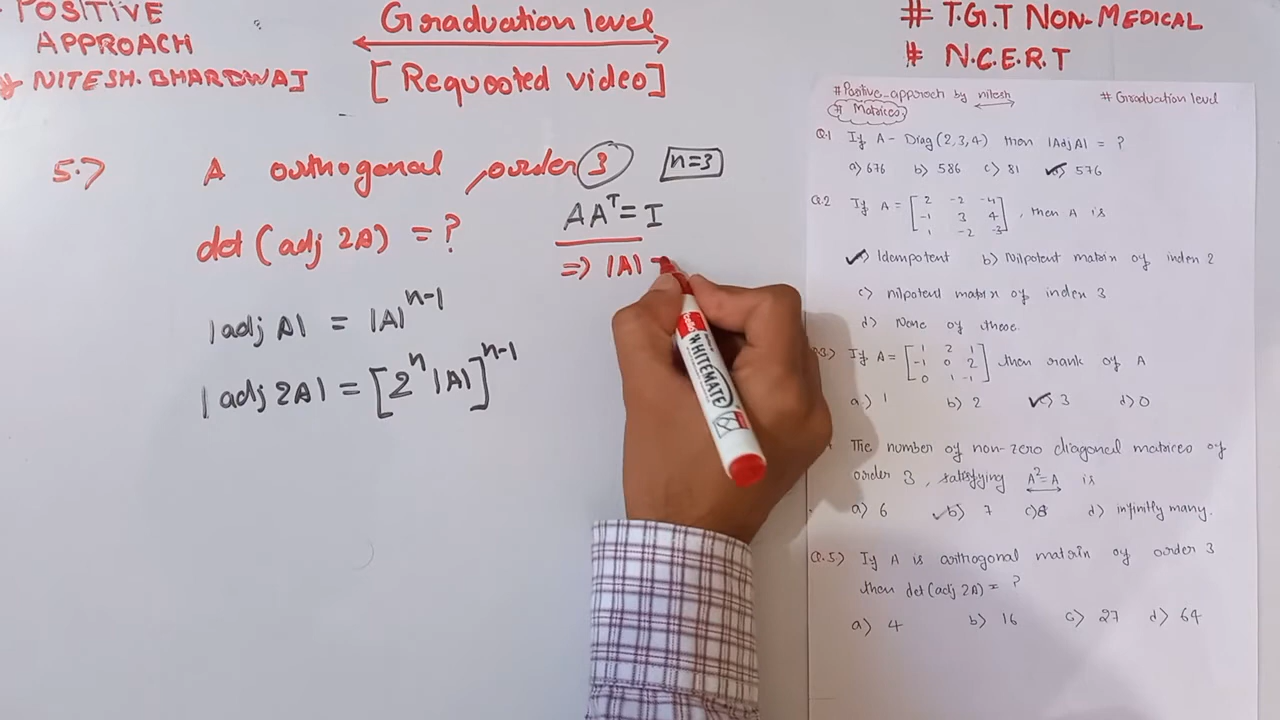 POSITIVE
APPROACH
NITESH.BHARDWAJ
Graduation level
[Requested video]
# T.G.T NON-MEDICAL
# N.C.E.R.T
5.7 A orthogonal, order 3 n=3
det (adj 2A) = ?
AAᵀ = I
⇒ |A| =
|adj A| = |A|ⁿ⁻¹
|adj 2A| = [2ⁿ |A|]ⁿ⁻¹
WHITEMATE
#Positive-approach by nitesh # Graduation level
# Matrices
Q.1 If A - Diag (2,3,4) then |Adj A| = ?
a) 676 b) 586 c) 81 d) 576
Q.2 If A = [2 -2 -4
-1 3 4
1 -2 -3], then A is
Idempotent b) Nilpotent matrix of index 2
c) nilpotent matrix of index 3
d) None of these.
Q.3) If A = [1 2 1
-1 0 2
0 1 -1] then rank of A
a.) 1 b) 2 c) 3 d) 0
The number of non-zero diagonal matrices of
order 3, satisfying A²=A is
a) 6 b) 7 c) 8 d) infinitly many.
Q.5) If A is orthogonal matrix of order 3
then det (adj 2A) = ?
a) 4 b) 16 c) 27 d) 64